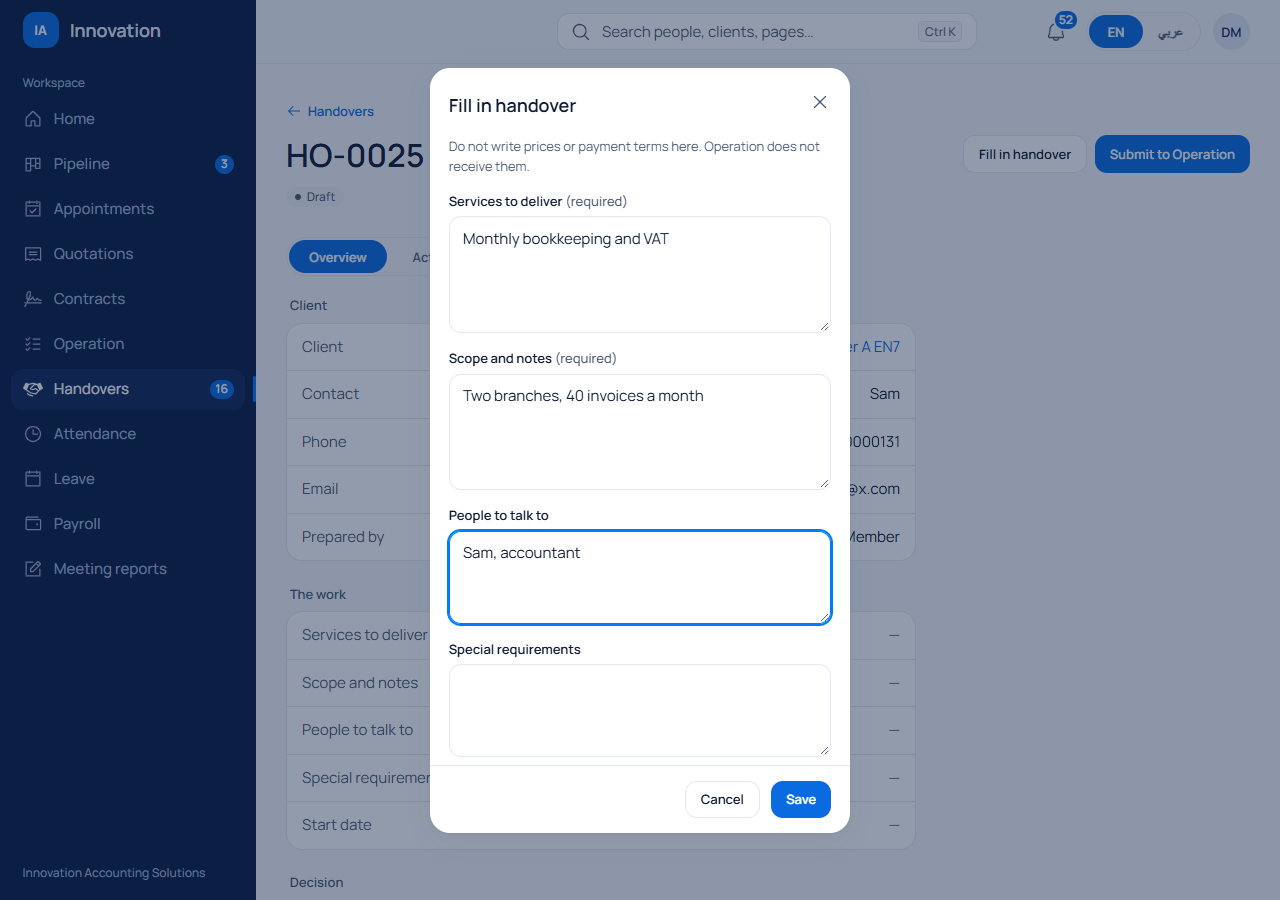 IA Innovation
Search people, clients, pages... Ctrl K
52
EN عربي
DM
Workspace
Home
Pipeline 3
Appointments
Quotations
Contracts
Operation
Handovers 16
Attendance
Leave
Payroll
Meeting reports
Innovation Accounting Solutions
Handovers
HO-0025
Draft
Fill in handover
Submit to Operation
Overview
Client
Client er A EN7
Contact Sam
Phone 0000131
Email @x.com
Prepared by Member
The work
Services to deliver —
Scope and notes —
People to talk to —
Special requiremen —
Start date —
Decision
Fill in handover
Do not write prices or payment terms here. Operation does not
receive them.
Services to deliver (required)
Monthly bookkeeping and VAT
Scope and notes (required)
Two branches, 40 invoices a month
People to talk to
Sam, accountant
Special requirements
Cancel Save